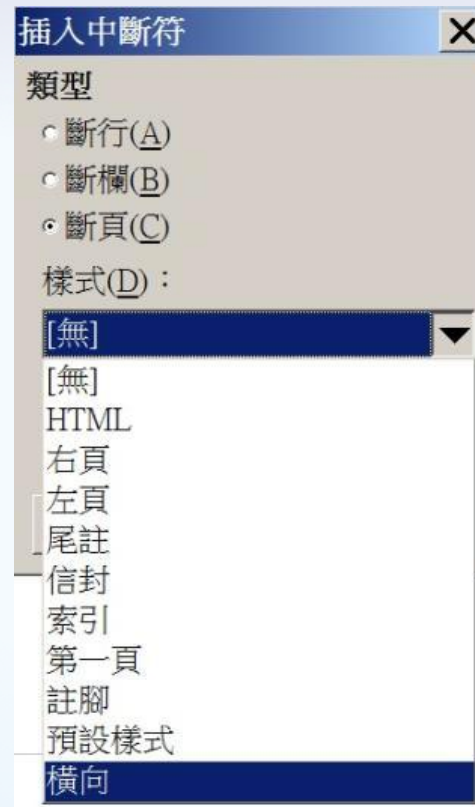 插入中斷符
類型
斷行(A)
斷欄(B)
斷頁(C)
樣式(D)：
[無]
[無]
HTML
右頁
左頁
尾註
信封
索引
第一頁
註腳
預設樣式
橫向